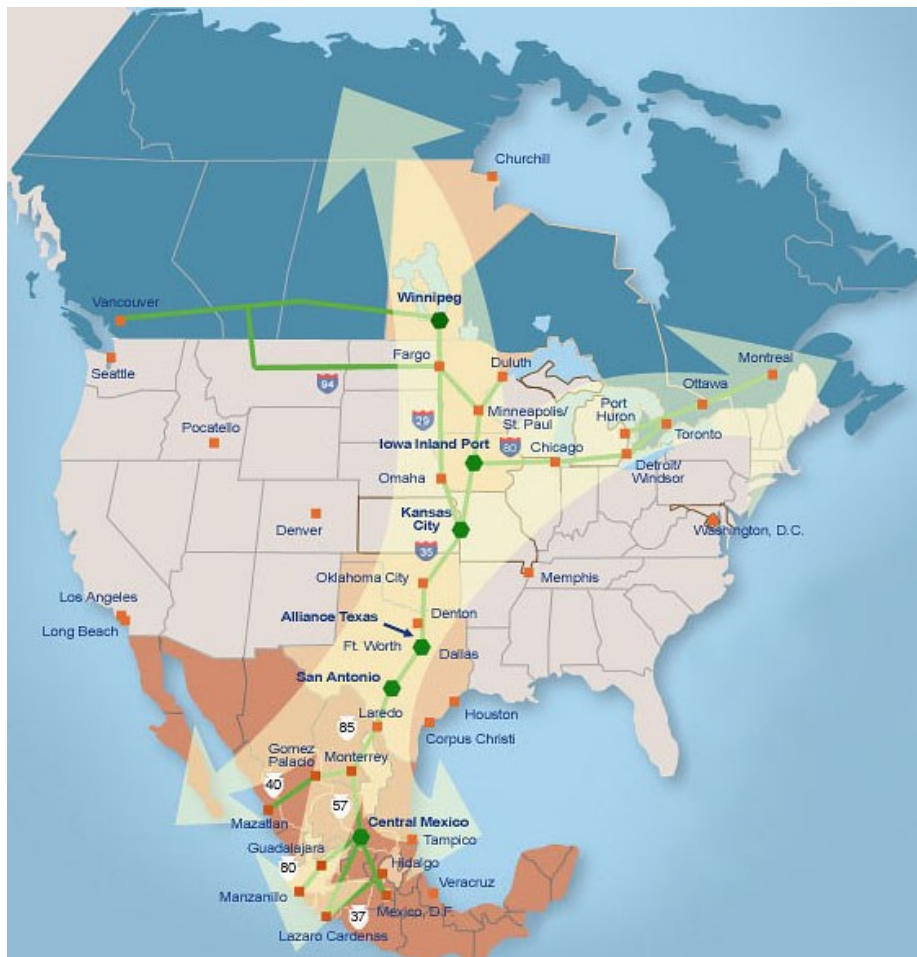 Churchill
Winnipeg
Vancouver
Fargo
Duluth
Montreal
Seattle
94
Ottawa
Port
Huron
29
Minneapolis/
St. Paul
Toronto
Pocatello
Iowa Inland Port
80
Chicago
Detroit/
Windsor
Omaha
Kansas
City
Denver
Washington, D.C.
35
Oklahoma City
Memphis
Los Angeles
Long Beach
Alliance Texas
Denton
Ft. Worth
Dallas
San Antonio
Laredo
Houston
85
Corpus Christi
Gomez
Palacio
Monterrey
40
57
Mazatlan
Central Mexico
Tampico
Guadalajara
80
Hidalgo
Veracruz
Manzanillo
37
Mexico, D.F.
Lazaro Cardenas